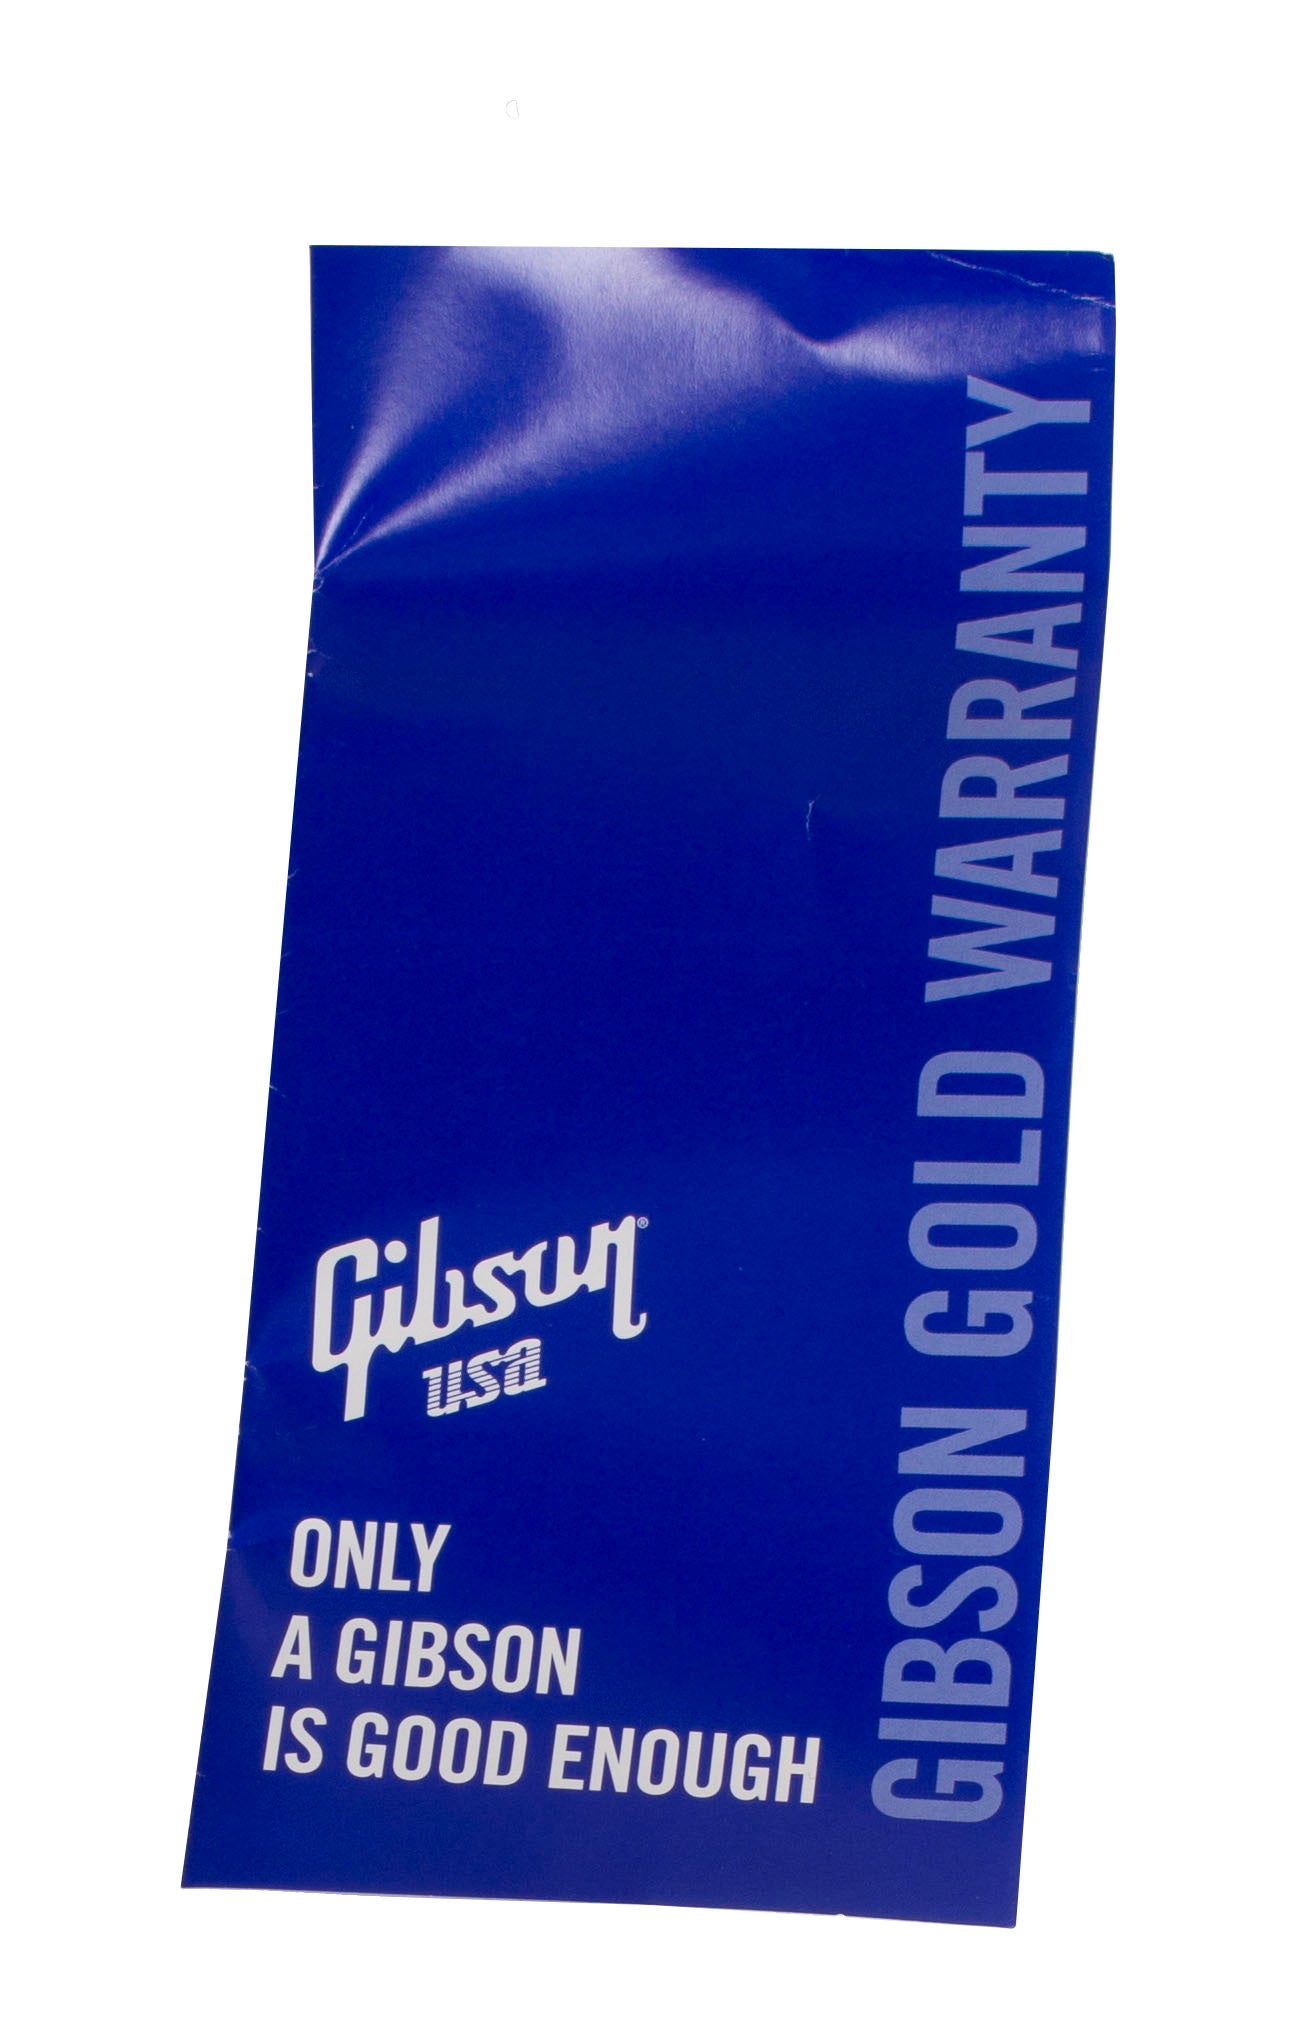 Gibson®
USA
ONLY
A GIBSON
IS GOOD ENOUGH
GIBSON GOLD WARRANTY